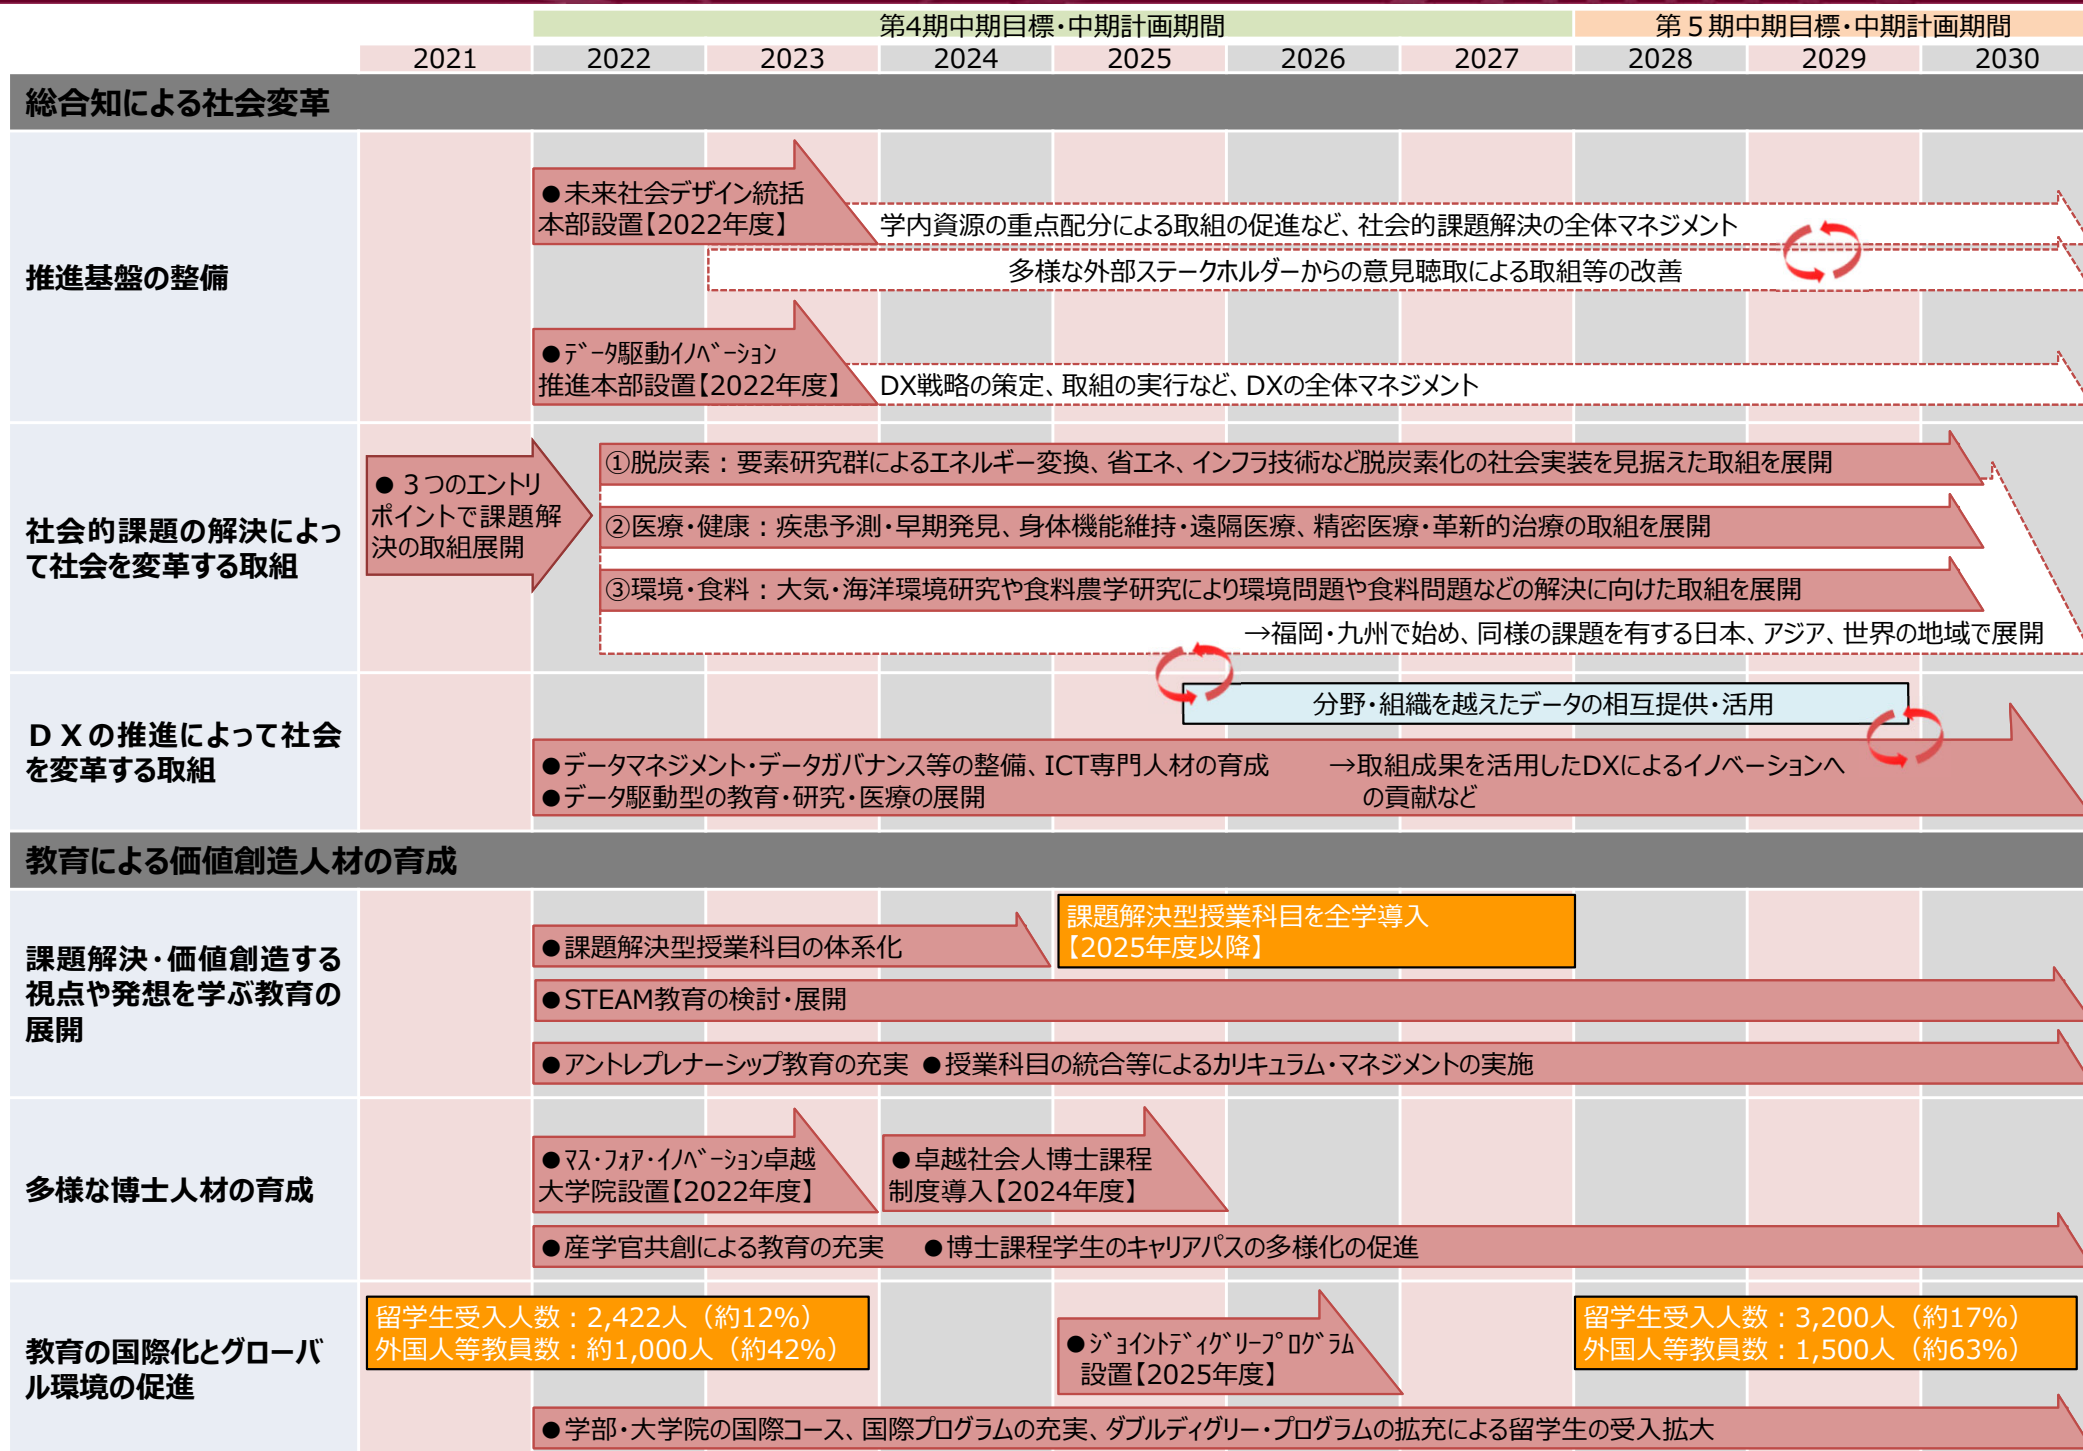 第4期中期目標・中期計画期間
第５期中期目標・中期計画期間
2021
2022
2023
2024
2025
2026
2027
2028
2029
2030
総合知による社会変革
推進基盤の整備
●未来社会デザイン統括
本部設置【2022年度】
学内資源の重点配分による取組の促進など、社会的課題解決の全体マネジメント
多様な外部ステークホルダーからの意見聴取による取組等の改善
●ﾃﾞｰﾀ駆動ｲﾉﾍﾞｰｼｮﾝ
推進本部設置【2022年度】
DX戦略の策定、取組の実行など、DXの全体マネジメント
社会的課題の解決によっ
て社会を変革する取組
●３つのエントリ
ポイントで課題解
決の取組展開
①脱炭素：要素研究群によるエネルギー変換、省エネ、インフラ技術など脱炭素化の社会実装を見据えた取組を展開
②医療・健康：疾患予測・早期発見、身体機能維持・遠隔医療、精密医療・革新的治療の取組を展開
③環境・食料：大気・海洋環境研究や食料農学研究により環境問題や食料問題などの解決に向けた取組を展開
→福岡・九州で始め、同様の課題を有する日本、アジア、世界の地域で展開
ＤＸの推進によって社会
を変革する取組
分野・組織を越えたデータの相互提供・活用
●データマネジメント・データガバナンス等の整備、ICT専門人材の育成
●データ駆動型の教育・研究・医療の展開
→取組成果を活用したDXによるイノベーションへ
の貢献など
教育による価値創造人材の育成
課題解決・価値創造する
視点や発想を学ぶ教育の
展開
●課題解決型授業科目の体系化
課題解決型授業科目を全学導入
【2025年度以降】
●STEAM教育の検討・展開
●アントレプレナーシップ教育の充実 ●授業科目の統合等によるカリキュラム・マネジメントの実施
多様な博士人材の育成
●ﾏｽ・ﾌｫｱ・ｲﾉﾍﾞｰｼｮﾝ卓越
大学院設置【2022年度】
●卓越社会人博士課程
制度導入【2024年度】
●産学官共創による教育の充実 ●博士課程学生のキャリアパスの多様化の促進
教育の国際化とグローバ
ル環境の促進
留学生受入人数：2,422人（約12%）
外国人等教員数：約1,000人（約42%）
●ｼﾞｮｲﾝﾄﾃﾞｨｸﾞﾘｰﾌﾟﾛｸﾞﾗﾑ
設置【2025年度】
留学生受入人数：3,200人（約17%）
外国人等教員数：1,500人（約63%）
●学部・大学院の国際コース、国際プログラムの充実、ダブルディグリー・プログラムの拡充による留学生の受入拡大